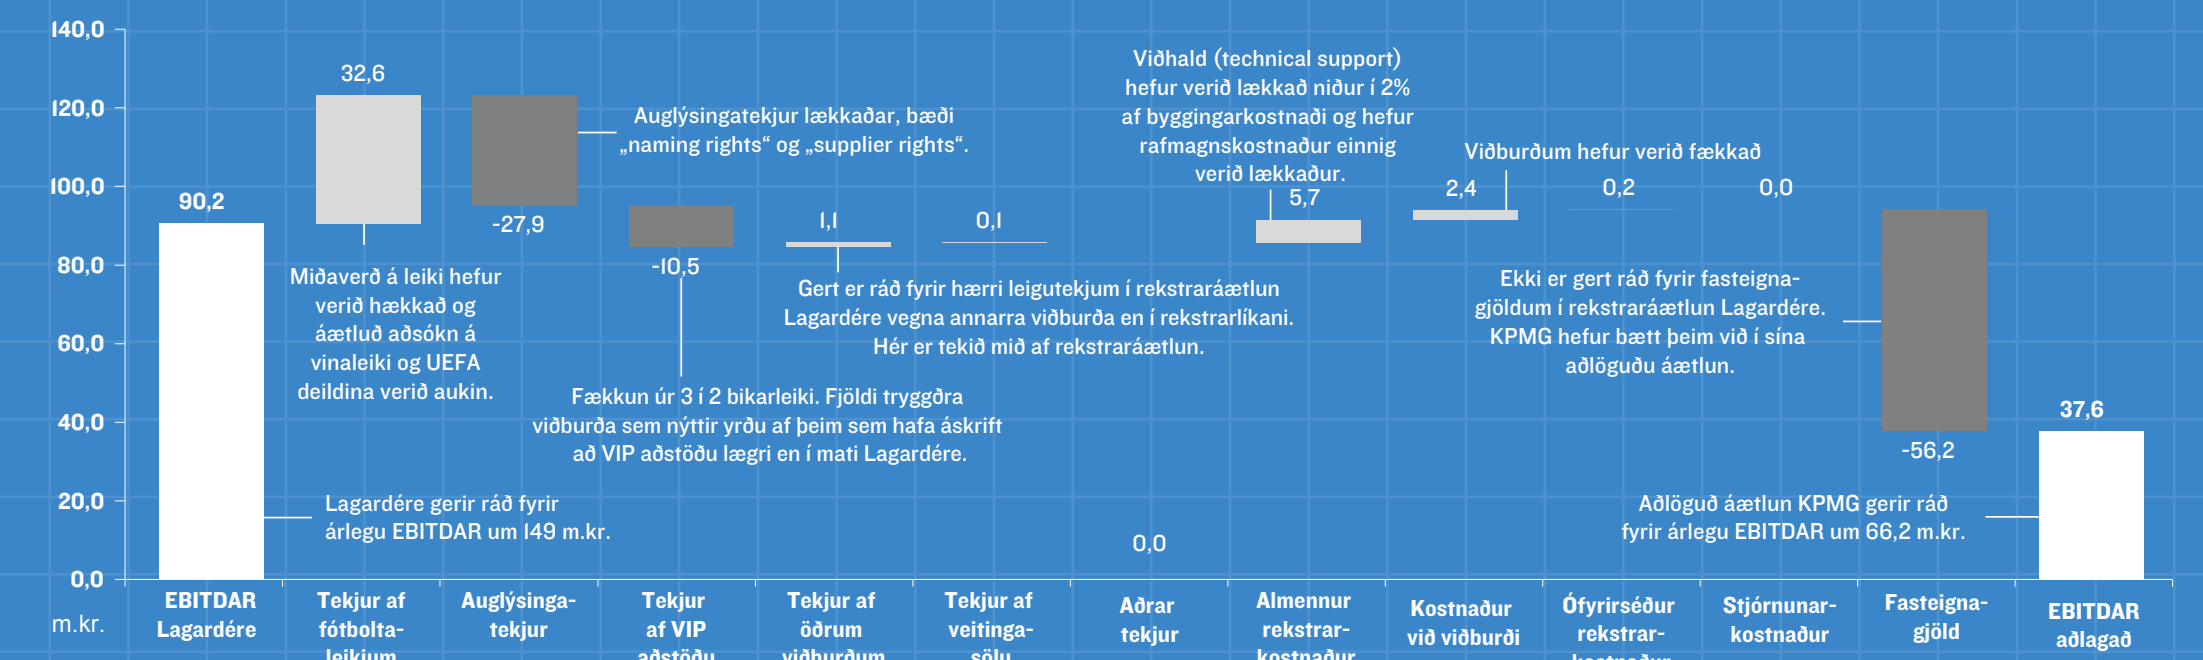 140,0
120,0
100,0
80,0
60,0
40,0
20,0
0,0
m.kr.
90,2
32,6
-27,9
-10,5
1,1
0,1
0,0
5,7
2,4
0,2
0,0
-56,2
37,6
Lagardére gerir ráð fyrir
árlegu EBITDAR um 149 m.kr.
Miðaverð á leiki hefur
verið hækkað og
áætluð aðsókn á
vinaleiki og UEFA
deildina verið aukin.
Auglýsingatekjur lækkaðar, bæði
„naming rights“ og „supplier rights“.
Fækkun úr 3 í 2 bikarleiki. Fjöldi tryggðra
viðburða sem nýttir yrðu af þeim sem hafa áskrift
að VIP aðstöðu lægri en í mati Lagardére.
Gert er ráð fyrir hærri leigutekjum í rekstraráætlun
Lagardére vegna annarra viðburða en í rekstrarlíkani.
Hér er tekið mið af rekstraráætlun.
Viðhald (technical support)
hefur verið lækkað niður í 2%
af byggingarkostnaði og hefur
rafmagnskostnaður einnig
verið lækkaður.
Viðburðum hefur verið fækkað
Ekki er gert ráð fyrir fasteigna-
gjöldum í rekstraráætlun Lagardére.
KPMG hefur bætt þeim við í sína
aðlöguðu áætlun.
Aðlöguð áætlun KPMG gerir ráð
fyrir árlegu EBITDAR um 66,2 m.kr.
EBITDAR
Lagardére
Tekjur af
fótbolta-
leikjum
Auglýsinga-
tekjur
Tekjur
af VIP
aðstöðu
Tekjur af
öðrum
viðburðum
Tekjur af
veitinga-
sölu
Aðrar
tekjur
Almennur
rekstrar-
kostnaður
Kostnaður
við viðburði
Ófyrirséður
rekstrar-
kostnaður
Stjórnunar-
kostnaður
Fasteigna-
gjöld
EBITDAR
aðlagað